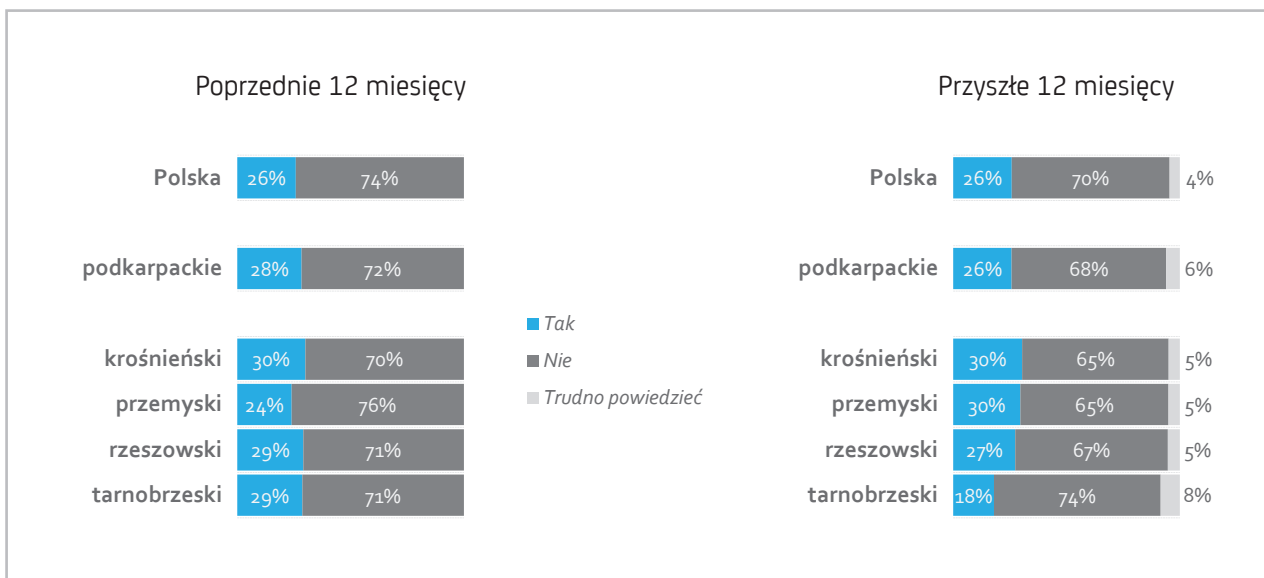 Poprzednie 12 miesięcy
Polska 26% 74%
podkarpackie 28% 72%
krośnieński 30% 70%
przemyski 24% 76%
rzeszowski 29% 71%
tarnobrzeski 29% 71%
Tak
Nie
Trudno powiedzieć
Przyszłe 12 miesięcy
Polska 26% 70% 4%
podkarpackie 26% 68% 6%
krośnieński 30% 65% 5%
przemyski 30% 65% 5%
rzeszowski 27% 67% 5%
tarnobrzeski 18% 74% 8%